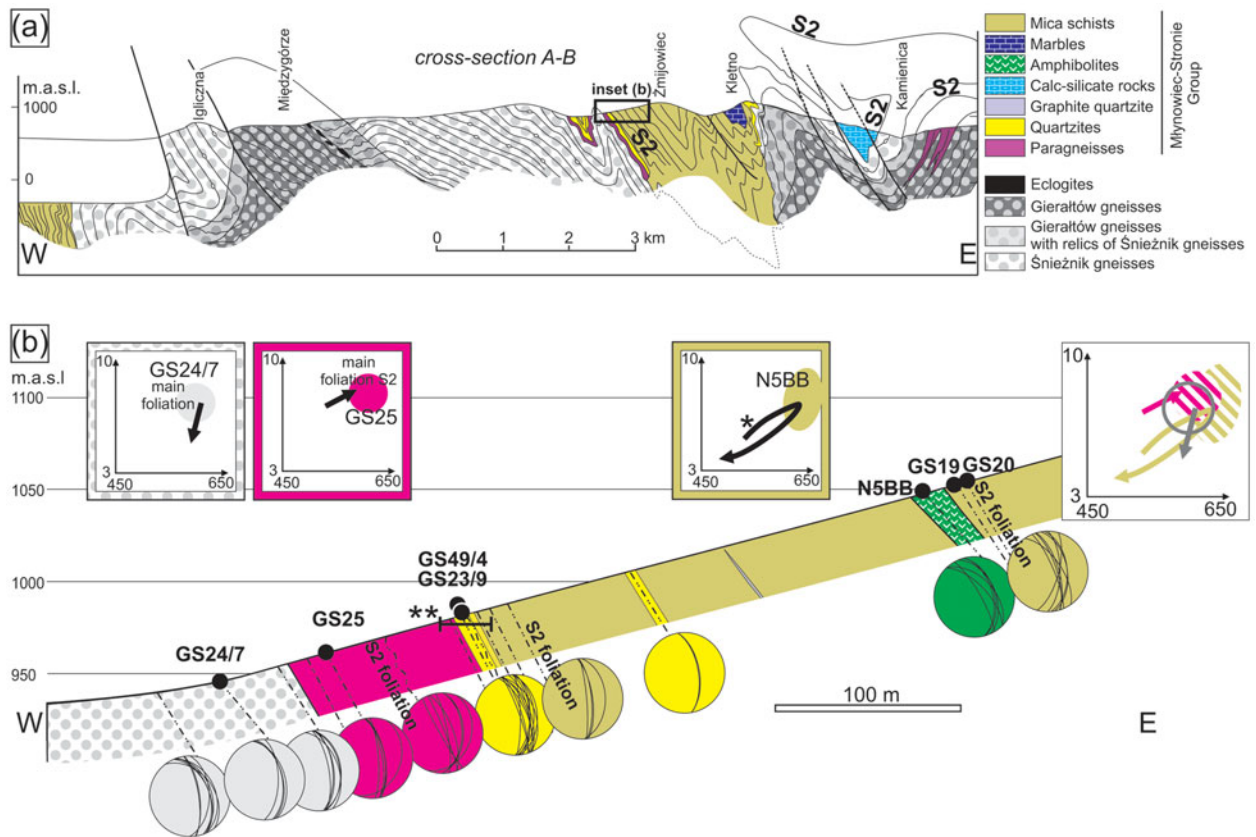 (a)
cross-section A-B
m.a.s.l.
1000
0
Igliczna
Międzygórze
inset (b)
Żmijowiec
Kletno
Kamienica
S2
S2
S2
S2
W
E
0 1 2 3 km
Mica schists
Marbles
Amphibolites
Calc-silicate rocks
Graphite quartzite
Quartzites
Paragneisses
Młynowiec-Stronie
Group
Eclogites
Gierałtów gneisses
Gierałtów gneisses
with relics of Śnieżnik gneisses
Śnieżnik gneisses
(b)
m.a.s.l
1100
1050
1000
950
10
GS24/7
main
foliation
3
450 650
10
main
foliation S2
GS25
3
450 650
10
N5BB
*
3
450 650
10
3
450 650
GS19 GS20
N5BB
S2 foliation
GS49/4
GS23/9
**
GS25
GS24/7
S2 foliation
S2 foliation
100 m
W
E